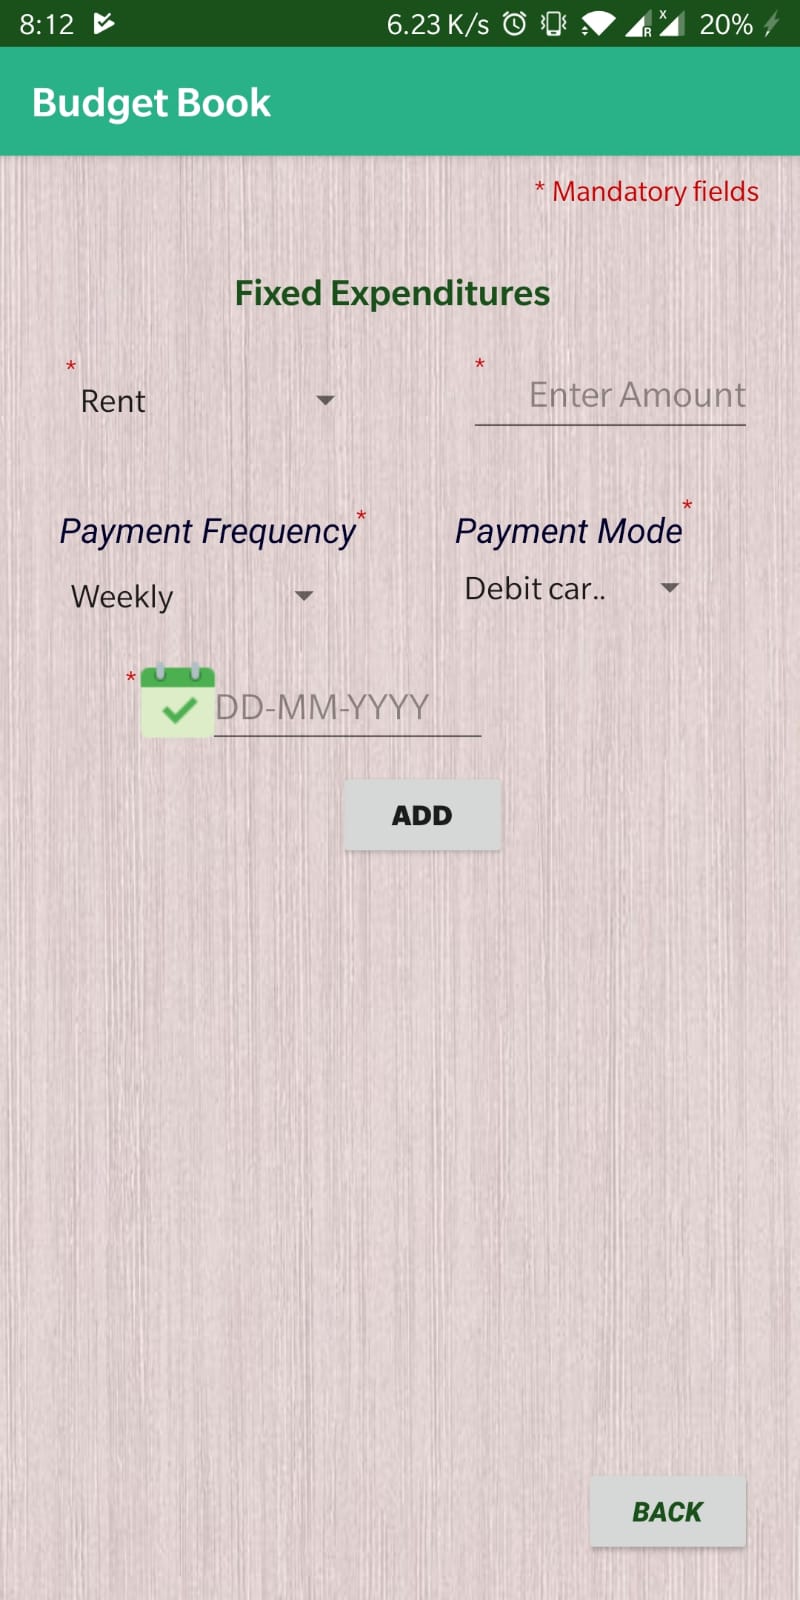 8:12 6.23 K/s R x 20%
Budget Book
* Mandatory fields
Fixed Expenditures
* *
Rent Enter Amount
Payment Frequency* Payment Mode*
Weekly Debit car..
* DD-MM-YYYY
ADD
BACK